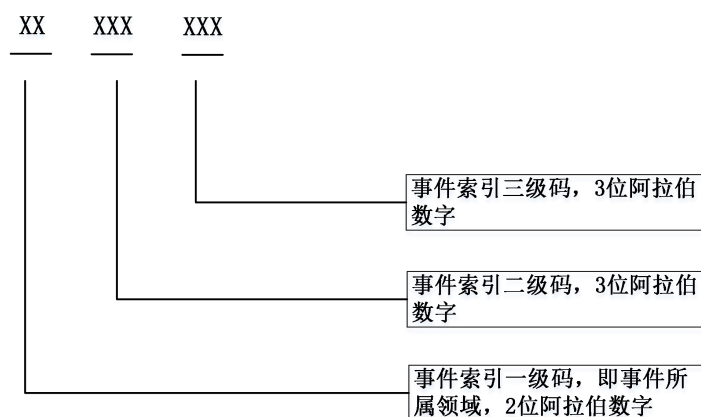 XX XXX XXX
事件索引三级码，3位阿拉伯
数字
事件索引二级码，3位阿拉伯
数字
事件索引一级码，即事件所
属领域，2位阿拉伯数字